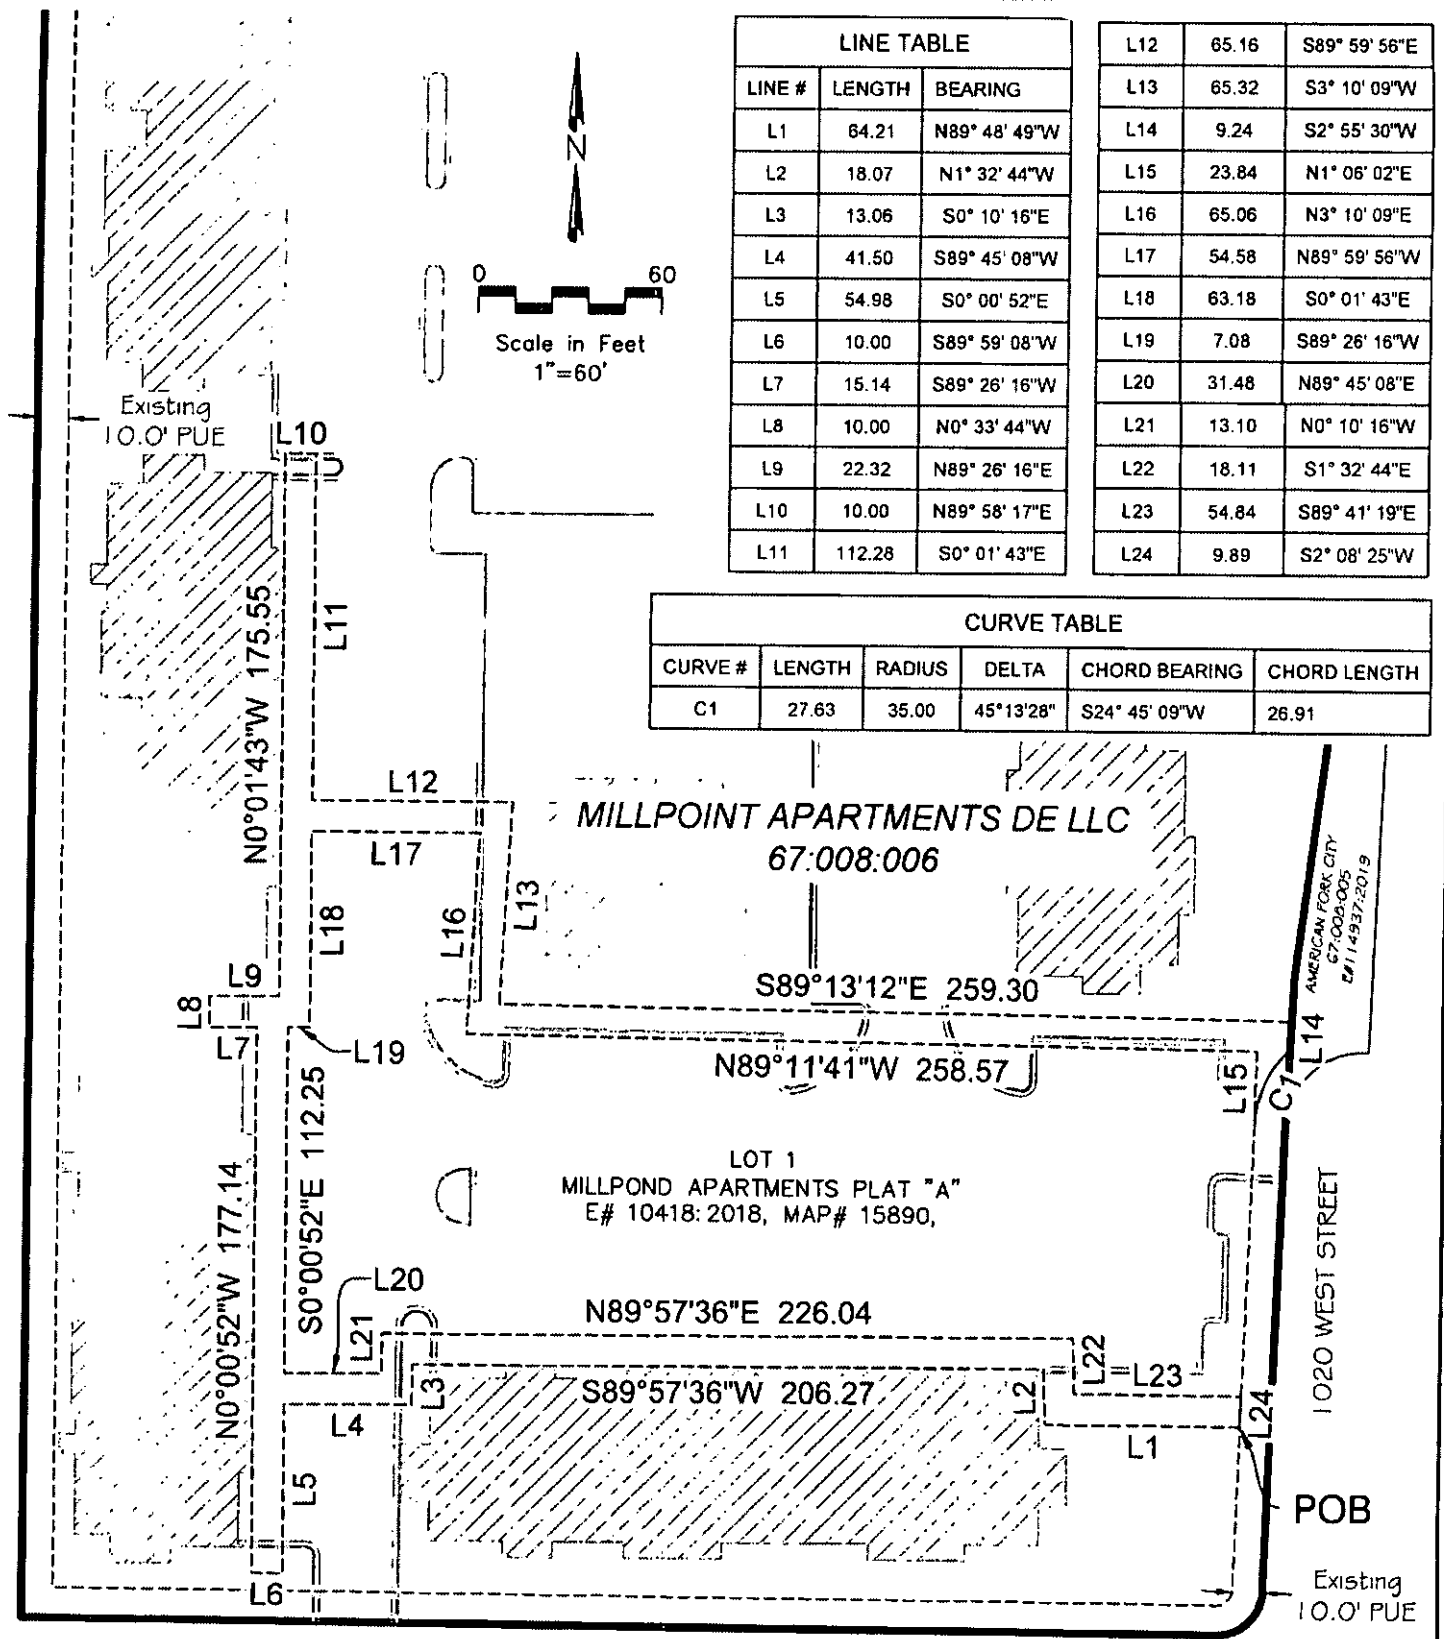 LINE TABLE
LINE # LENGTH BEARING
L1 64.21 N89° 48' 49"W
L2 18.07 N1° 32' 44"W
L3 13.06 S0° 10' 16"E
L4 41.50 S89° 45' 08"W
L5 54.98 S0° 00' 52"E
L6 10.00 S89° 59' 08"W
L7 15.14 S89° 26' 16"W
L8 10.00 N0° 33' 44"W
L9 22.32 N89° 26' 16"E
L10 10.00 N89° 58' 17"E
L11 112.28 S0° 01' 43"E
L12 65.16 S89° 59' 56"E
L13 65.32 S3° 10' 09"W
L14 9.24 S2° 55' 30"W
L15 23.84 N1° 06' 02"E
L16 65.06 N3° 10' 09"E
L17 54.58 N89° 59' 56"W
L18 63.18 S0° 01' 43"E
L19 7.08 S89° 26' 16"W
L20 31.48 N89° 45' 08"E
L21 13.10 N0° 10' 16"W
L22 18.11 S1° 32' 44"E
L23 54.84 S89° 41' 19"E
L24 9.89 S2° 08' 25"W
CURVE TABLE
CURVE # LENGTH RADIUS DELTA CHORD BEARING CHORD LENGTH
C1 27.63 35.00 45°13'28" S24° 45' 09"W 26.91
N
0 60
Scale in Feet
1"=60'
Existing
10.0' PUE
L10
N0°01'43"W 175.55
L11
L12
L17
MILLPOINT APARTMENTS DE LLC
67:008:006
L18
L16
L13
AMERICAN FORK CITY
67:008:005
E#114937:2019
L9
L8
L7
L19
S89°13'12"E 259.30
N89°11'41"W 258.57
L14
L15
C1
N0°00'52"W 177.14
S0°00'52"E 112.25
LOT 1
MILLPOND APARTMENTS PLAT "A"
E# 10418:2018, MAP# 15890,
1020 WEST STREET
L20
L21
N89°57'36"E 226.04
L22
L23
L3
S89°57'36"W 206.27
L2
L24
L4
L1
L5
POB
L6
Existing
10.0' PUE